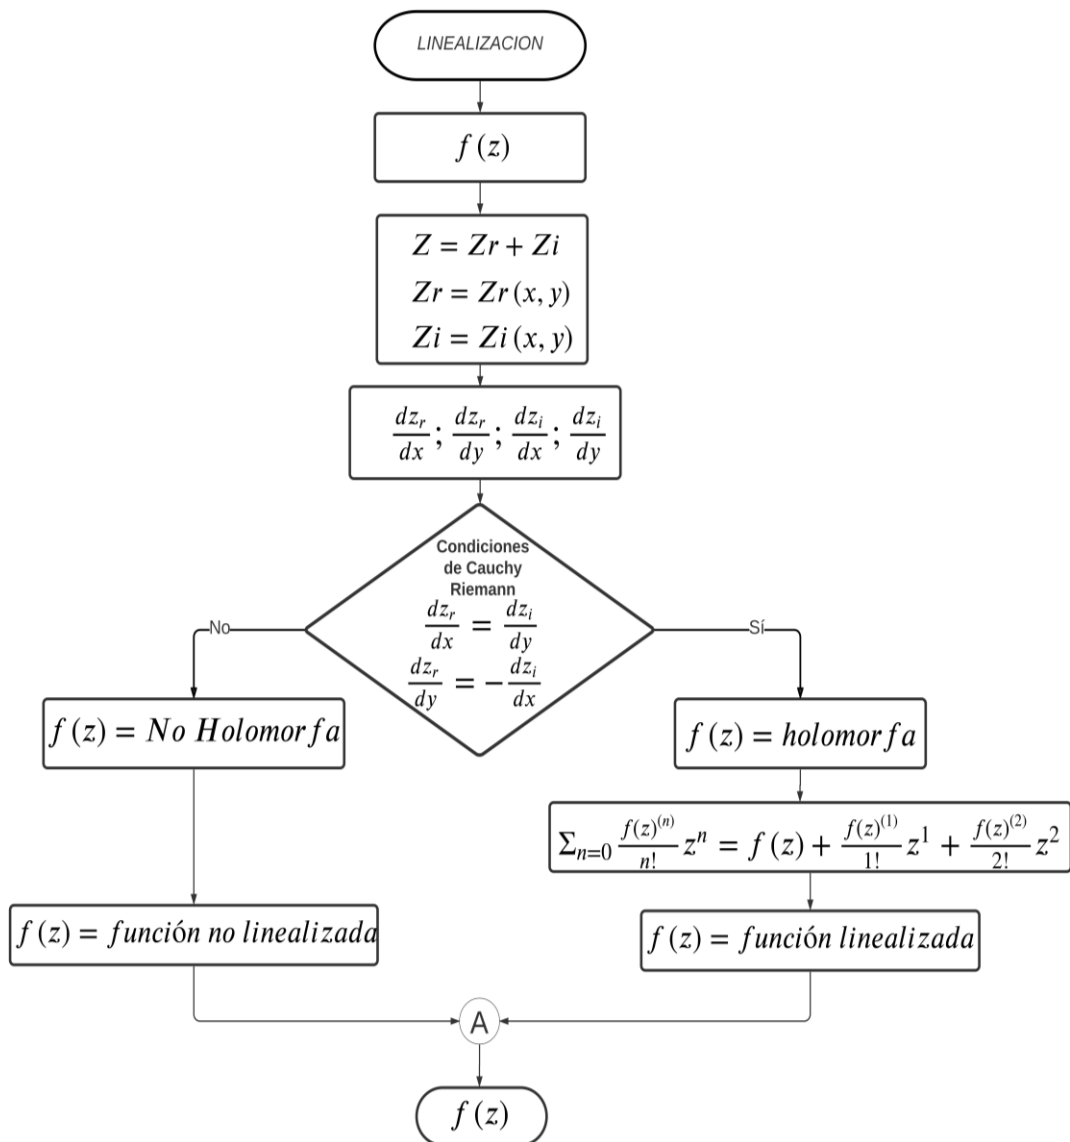 LINEALIZACION
f (z)
Z = Zr + Zi
Zr = Zr (x, y)
Zi = Zi (x, y)
dz_r/dx ; dz_r/dy ; dz_i/dx ; dz_i/dy
Condiciones
de Cauchy
Riemann
dz_r/dx = dz_i/dy
dz_r/dy = − dz_i/dx
No
Sí
f (z) = No Holomorfa
f (z) = holomorfa
Σ_{n=0} f(z)^{(n)}/n! z^n = f (z) + f(z)^{(1)}/1! z^1 + f(z)^{(2)}/2! z^2
f (z) = función no linealizada
f (z) = función linealizada
A
f (z)